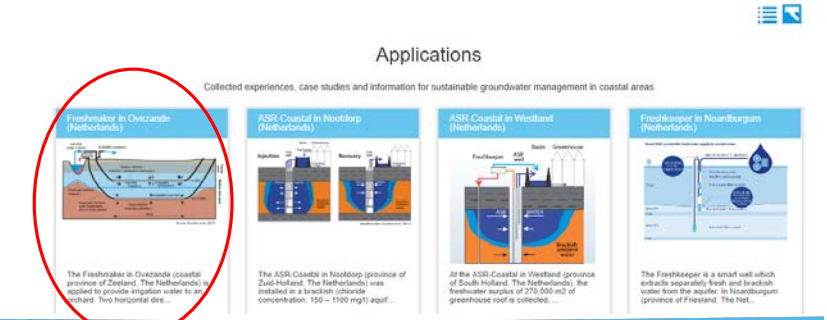 Applications
Collected experiences, case studies and information for sustainable groundwater management in coastal areas
Freshmaker in Ovezande
(Netherlands)
The Freshmaker in Ovezande (coastal
province of Zeeland, The Netherlands) is
applied to provide irrigation water to an
orchard. Two horizontal dire...
ASR-Coastal in Nootdorp
(Netherlands)
Injection
Recovery
The ASR-Coastal in Nootdorp (province of
Zuid-Holland, The Netherlands) was
installed in a brackish (chloride
concentration: 150 – 1100 mg/l) aquif...
ASR-Coastal in Westland
(Netherlands)
Freshkeeper
ASR
well
Basin
Greenhouse
ASR
Brackish
ambient
water
At the ASR-Coastal in Westland (province
of South Holland, The Netherlands), the
freshwater surplus of 270.000 m2 of
greenhouse roof is collected, ...
Freshkeeper in Noardburgum
(Netherlands)
The Freshkeeper is a smart well which
extracts separately fresh and brackish
water from the aquifer. In Noardburgum
(province of Friesland, The Net...